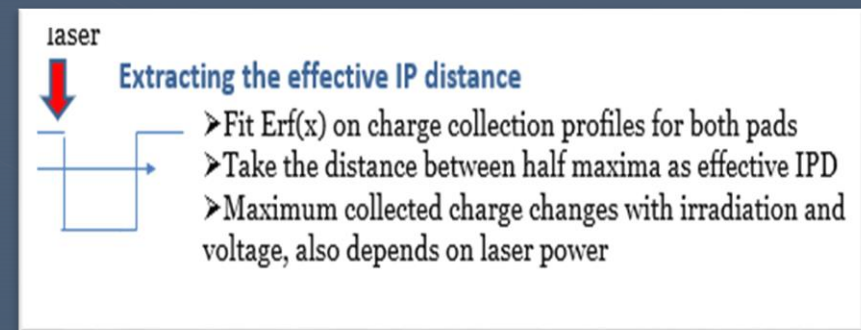 laser
Extracting the effective IP distance
➢Fit Erf(x) on charge collection profiles for both pads
➢Take the distance between half maxima as effective IPD
➢Maximum collected charge changes with irradiation and
voltage, also depends on laser power